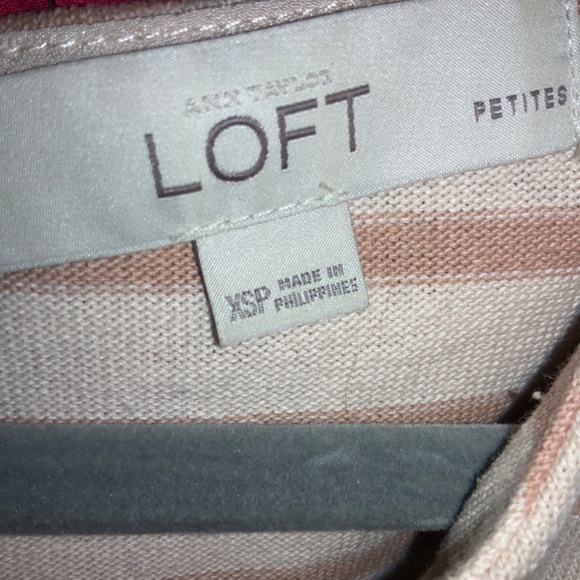 ANN TAYLOR
LOFT
PETITES
XSP MADE IN
PHILIPPINES